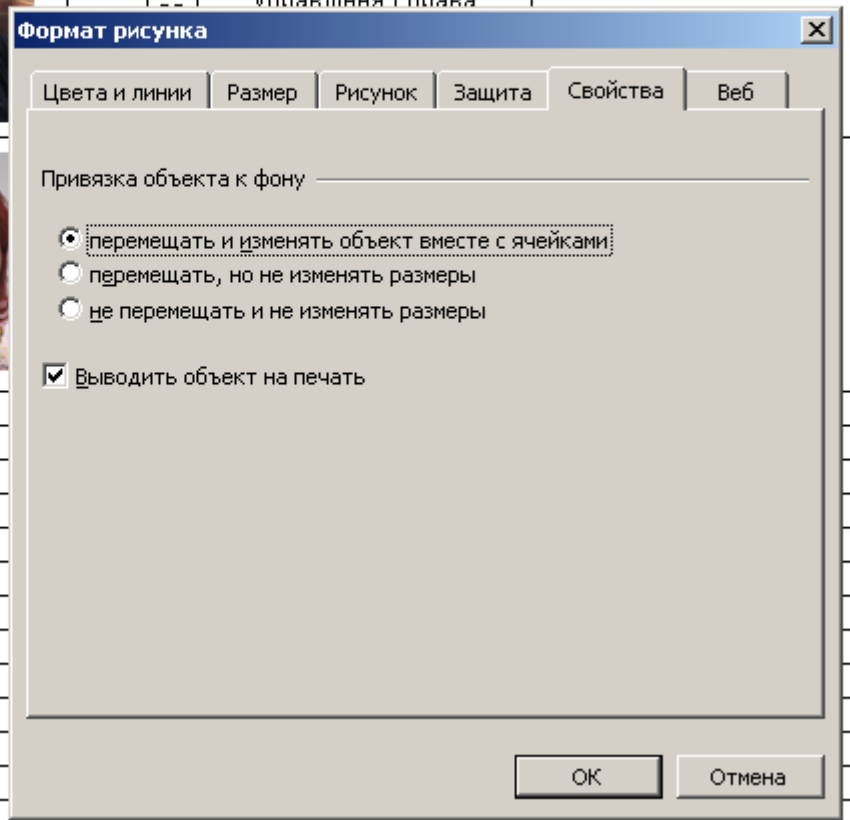 Формат рисунка
Цвета и линии Размер Рисунок Защита Свойства Веб
Привязка объекта к фону
перемещать и изменять объект вместе с ячейками
перемещать, но не изменять размеры
не перемещать и не изменять размеры
Выводить объект на печать
ОК Отмена